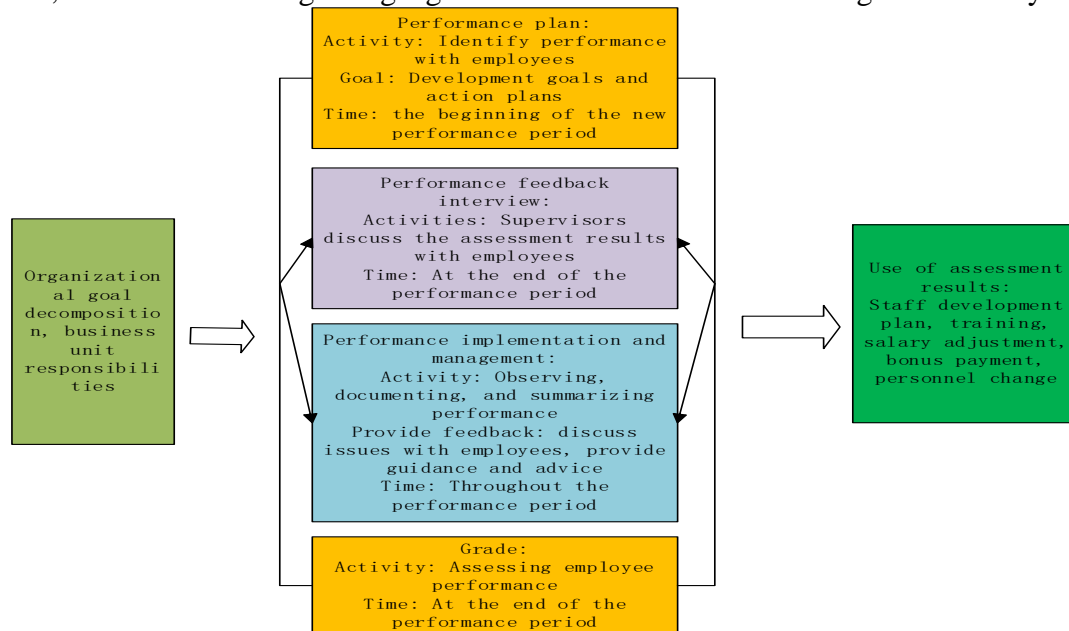 Performance plan:
Activity: Identify performance
with employees
Goal: Development goals and
action plans
Time: the beginning of the new
performance period
Performance feedback
interview:
Activities: Supervisors
discuss the assessment results
with employees
Time: At the end of the
performance period
Organization
al goal
decompositio
n, business
unit
responsibili
ties
Performance implementation and
management:
Activity: Observing,
documenting, and summarizing
performance
Provide feedback: discuss
issues with employees, provide
guidance and advice
Time: Throughout the
performance period
Grade:
Activity: Assessing employee
performance
Time: At the end of the
performance period
Use of assessment
results:
Staff development
plan, training,
salary adjustment,
bonus payment,
personnel change